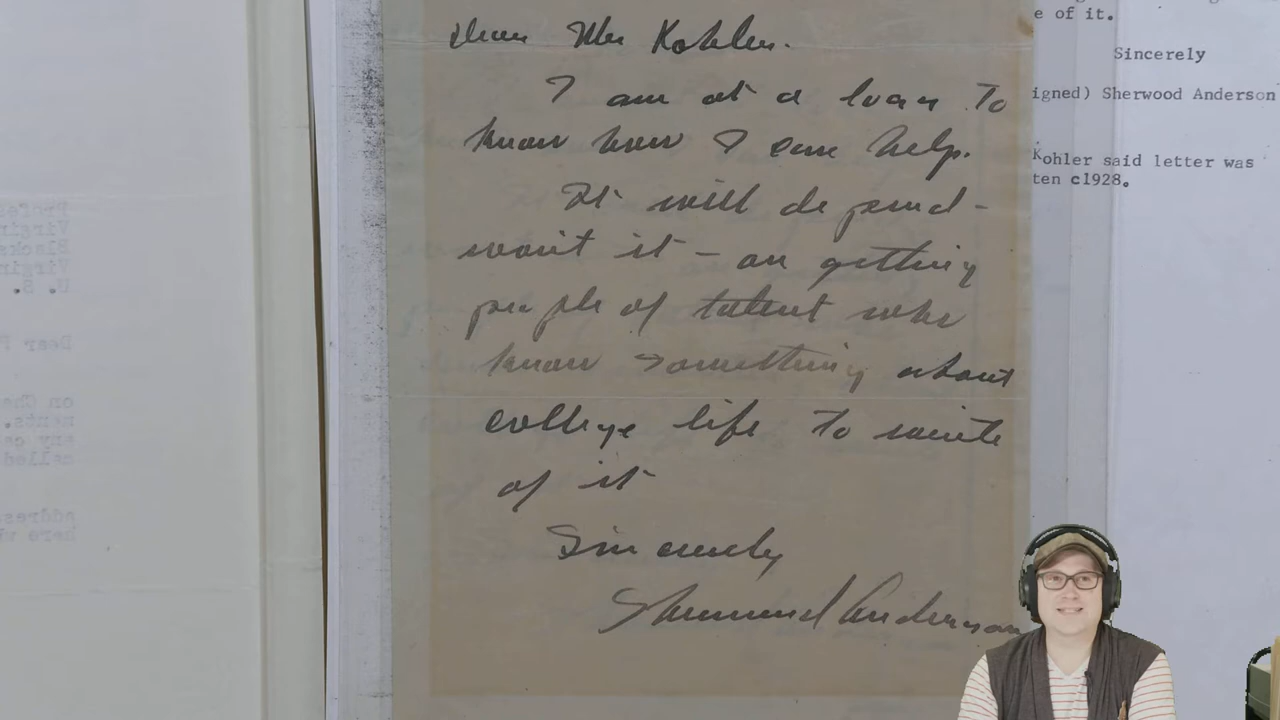 Dear Mr Kohler.
I am at a loss to
know how I can help.
It will depend -
wont it - on getting
people of talent who
know something about
college life to write
of it
Sincerely
Sherwood Anderson
e of it.
Sincerely
igned) Sherwood Anderson
Kohler said letter was
ten c1928.